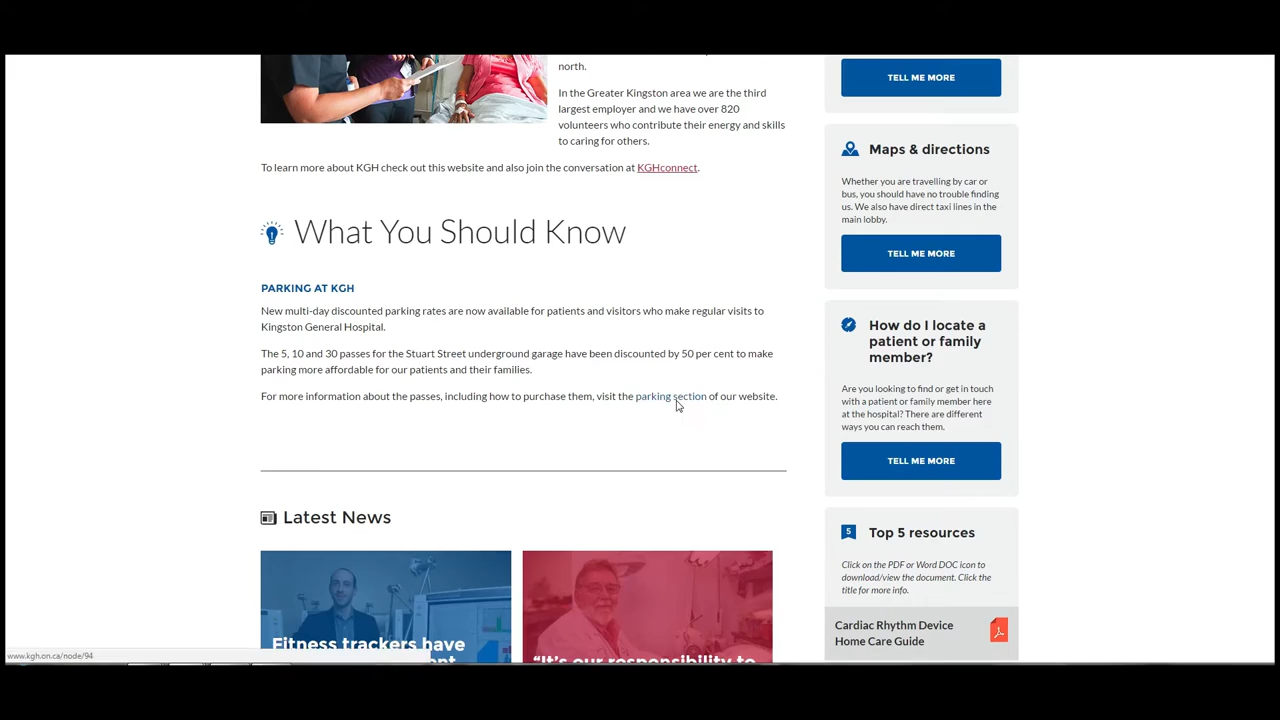 north.
In the Greater Kingston area we are the third
largest employer and we have over 820
volunteers who contribute their energy and skills
to caring for others.
To learn more about KGH check out this website and also join the conversation at KGHconnect.
What You Should Know
PARKING AT KGH
New multi-day discounted parking rates are now available for patients and visitors who make regular visits to
Kingston General Hospital.
The 5, 10 and 30 passes for the Stuart Street underground garage have been discounted by 50 per cent to make
parking more affordable for our patients and their families.
For more information about the passes, including how to purchase them, visit the parking section of our website.
Latest News
Fitness trackers have
“It’s our responsibility to
TELL ME MORE
Maps & directions
Whether you are travelling by car or
bus, you should have no trouble finding
us. We also have direct taxi lines in the
main lobby.
TELL ME MORE
How do I locate a
patient or family
member?
Are you looking to find or get in touch
with a patient or family member here
at the hospital? There are different
ways you can reach them.
TELL ME MORE
5
Top 5 resources
Click on the PDF or Word DOC icon to
download/view the document. Click the
title for more info.
Cardiac Rhythm Device
Home Care Guide
www.kgh.on.ca/node/94